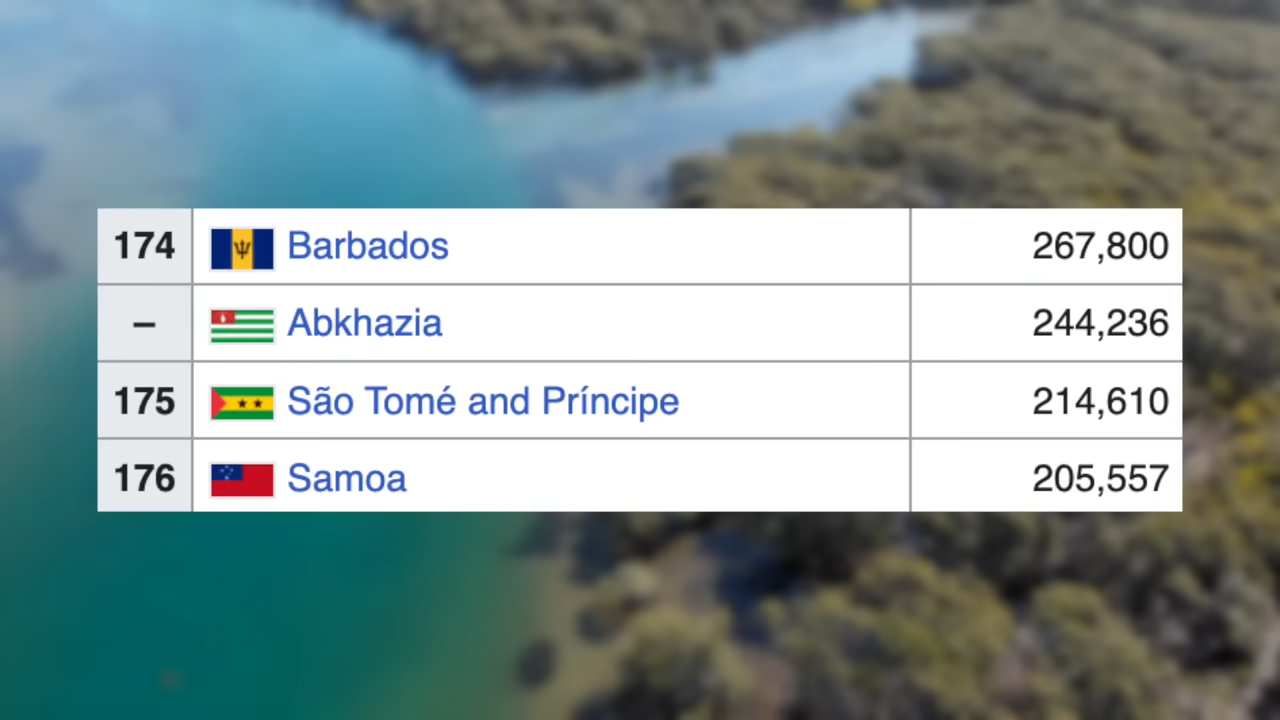 174 Barbados 267,800
– Abkhazia 244,236
175 São Tomé and Príncipe 214,610
176 Samoa 205,557